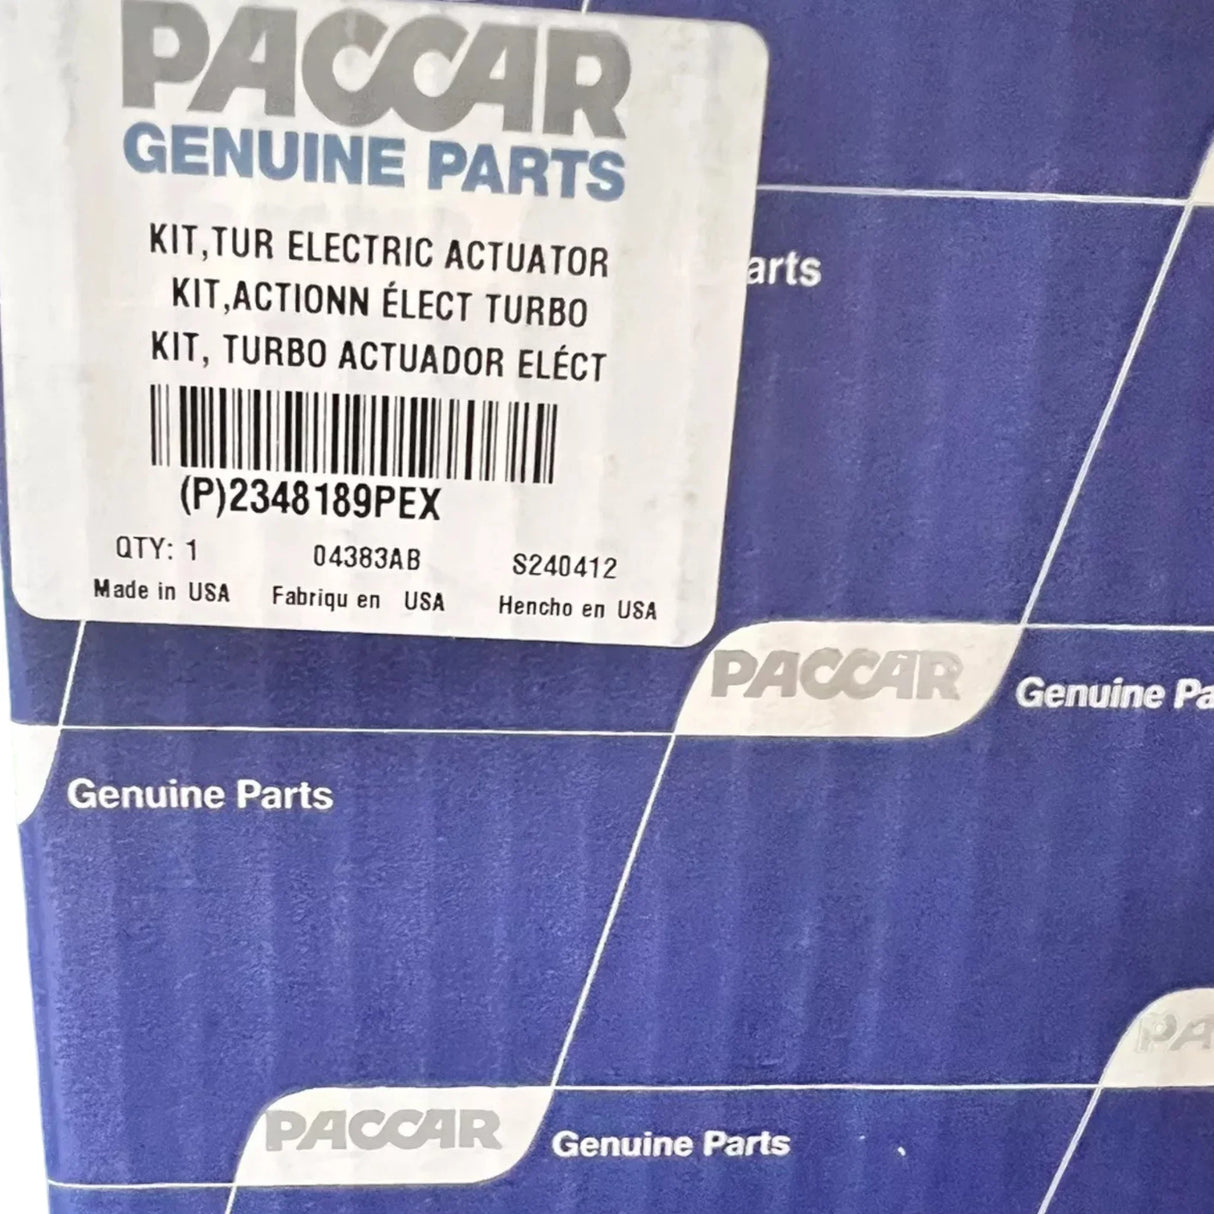 PACCAR
GENUINE PARTS
KIT,TUR ELECTRIC ACTUATOR
KIT,ACTIONN ÉLECT TURBO
KIT, TURBO ACTUADOR ELÉCT
(P)2348189PEX
QTY: 1 04383AB S240412
Made in USA Fabriqu en USA Hencho en USA
arts
PACCAR Genuine Pa
Genuine Parts
PA
PACCAR Genuine Parts